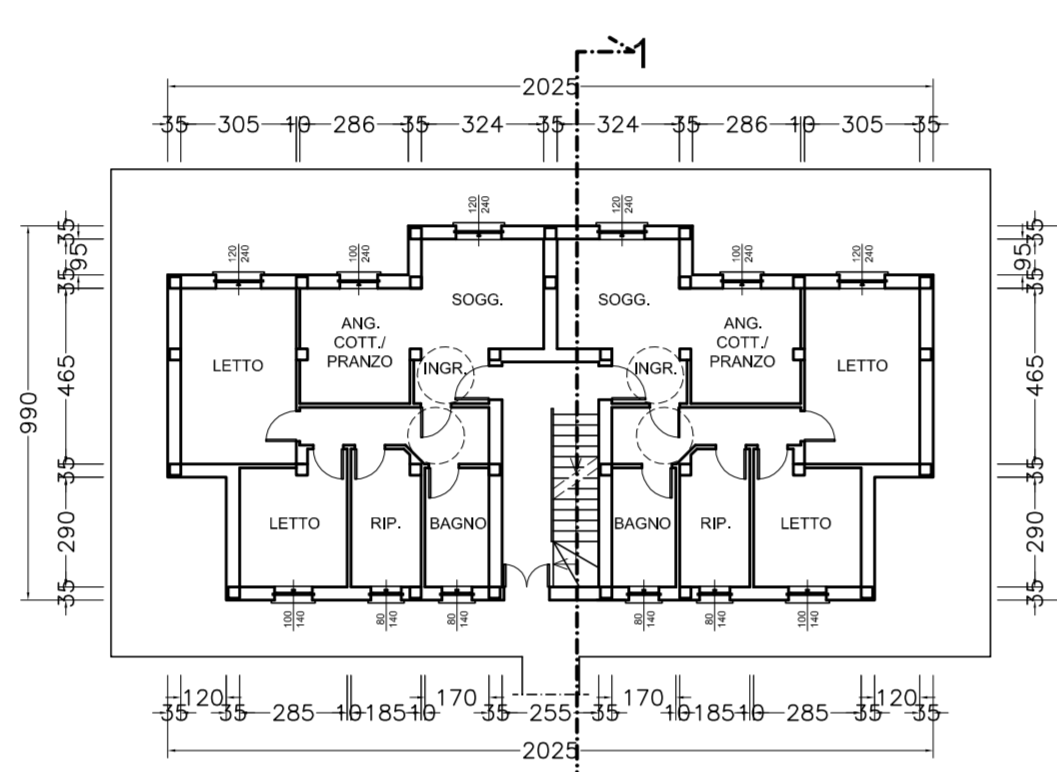 1
2025
35 305 10 286 35 324 35 324 35 286 10 305 35
120 240
120 240
120 240
100 240
100 240
120 240
35
95
35
465
35
290
35
990
35
95
35
465
35
290
35
SOGG.
SOGG.
ANG.
COTT./
PRANZO
ANG.
COTT./
PRANZO
LETTO
INGR.
INGR.
LETTO
LETTO
RIP.
BAGNO
BAGNO
RIP.
LETTO
100 140
80 140
80 140
80 140
80 140
100 140
35 120 35 285 10 185 10 170 35 255 35 170 10 185 10 285 35 120 35
2025